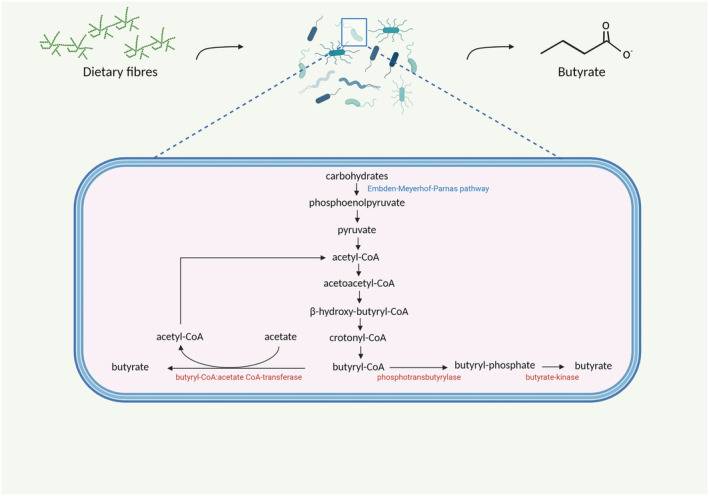 Dietary fibres
O
O-
Butyrate
carbohydrates
Embden-Meyerhof-Parnas pathway
phosphoenolpyruvate
pyruvate
acetyl-CoA
acetoacetyl-CoA
β-hydroxy-butyryl-CoA
acetyl-CoA acetate crotonyl-CoA
butyrate butyryl-CoA butyryl-phosphate butyrate
butyryl-CoA:acetate CoA-transferase phosphotransbutyrylase butyrate-kinase